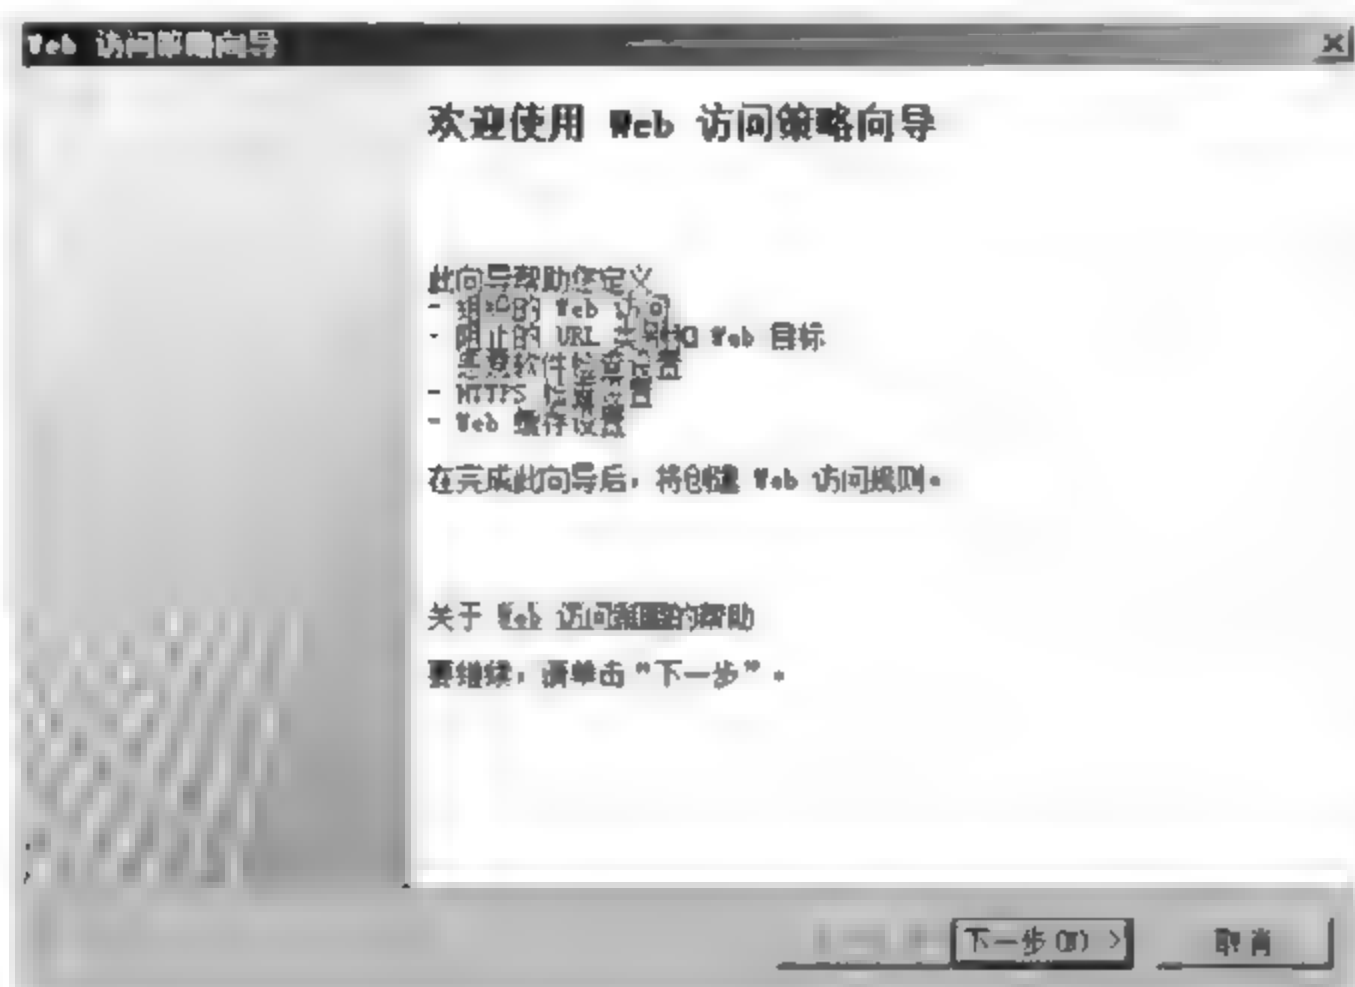 Web 访问策略向导
欢迎使用 Web 访问策略向导
此向导帮助您定义
- 组织的 Web 访问
- 阻止的 URL 类别和 Web 目标
恶意软件检查设置
- HTTPS 检查设置
- Web 缓存设置
在完成此向导后，将创建 Web 访问规则。
关于 Web 访问策略的帮助
要继续，请单击“下一步”。
下一步(N) >
取消